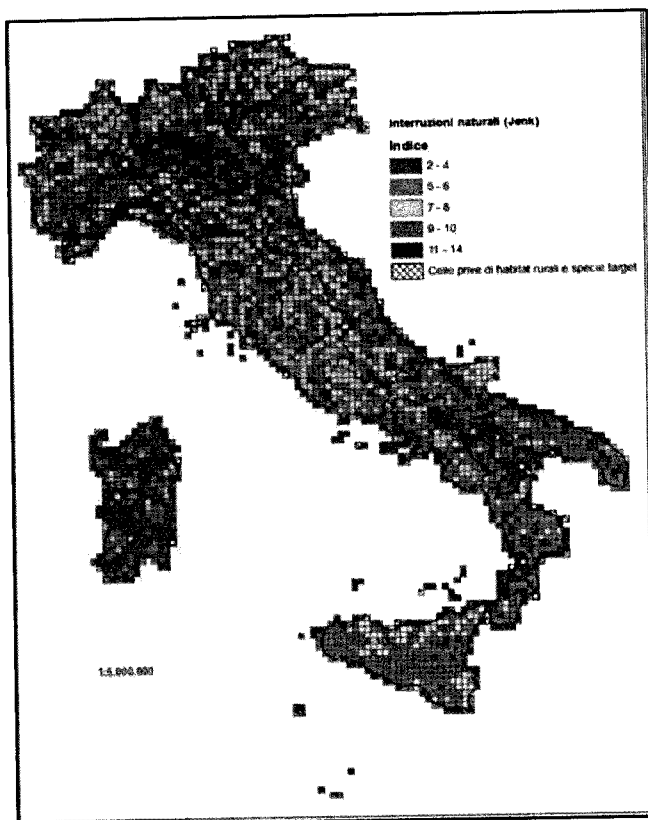 Interruzioni naturali (Jenk)
Indice
2 - 4
5 - 6
7 - 8
9 - 10
11 - 14
Celle prive di habitat rurali e specie target
1:5.000.000